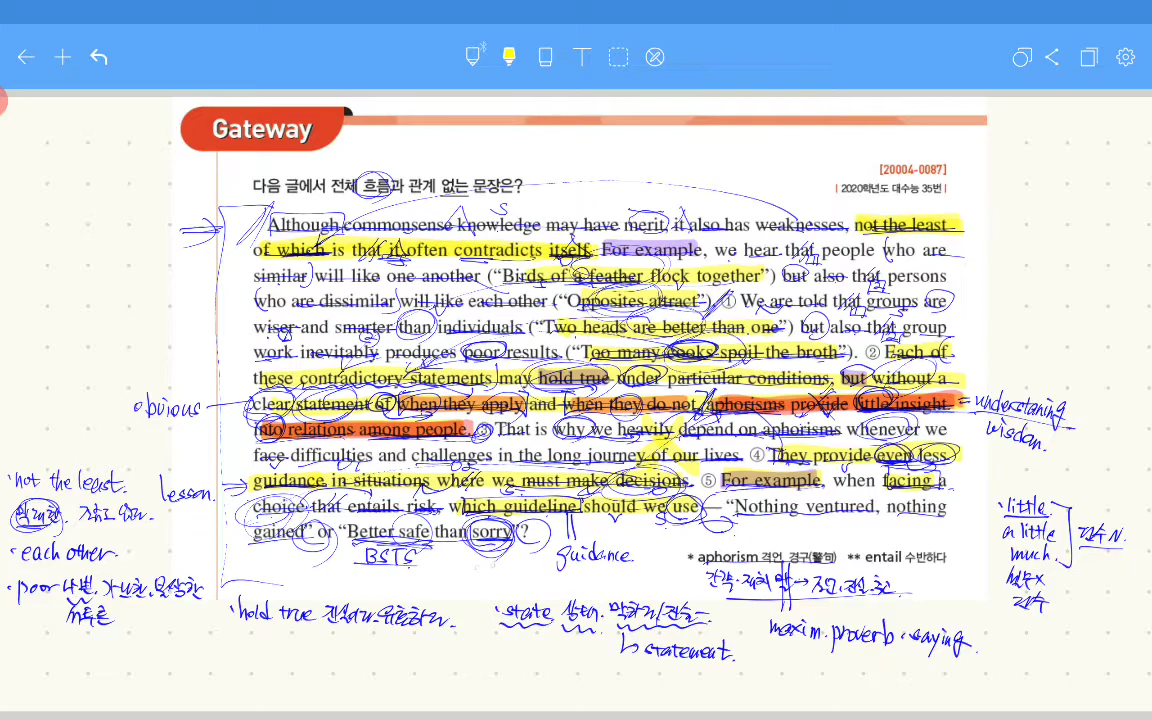 Gateway
[20004-0087]
다음 글에서 전체 흐름과 관계 없는 문장은?
| 2020학년도 대수능 35번 |
Although commonsense knowledge may have merit, it also has weaknesses, not the least
of which is that it often contradicts itself. For example, we hear that people who are
similar will like one another (“Birds of a feather flock together”) but also that persons
who are dissimilar will like each other (“Opposites attract”). ① We are told that groups are
wiser and smarter than individuals (“Two heads are better than one”) but also that group
work inevitably produces poor results (“Too many cooks spoil the broth”). ② Each of
these contradictory statements may hold true under particular conditions, but without a
clear statement of when they apply and when they do not, aphorisms provide little insight
into relations among people. ③ That is why we heavily depend on aphorisms whenever we
face difficulties and challenges in the long journey of our lives. ④ They provide even less
guidance in situations where we must make decisions. ⑤ For example, when facing a
choice that entails risk, which guideline should we use — “Nothing ventured, nothing
gained” or “Better safe than sorry”?
* aphorism 격언, 경구(警句) ** entail 수반하다
obvious
= understanding
wisdom.
lesson.
guidance.
BSTS
· not the least.
· each other.
· poor 나쁜. 가난한.
· hold true
· state 상태. 말하다/진술
↳ statement.
maxim. proverb. saying.
· little
a little
much.